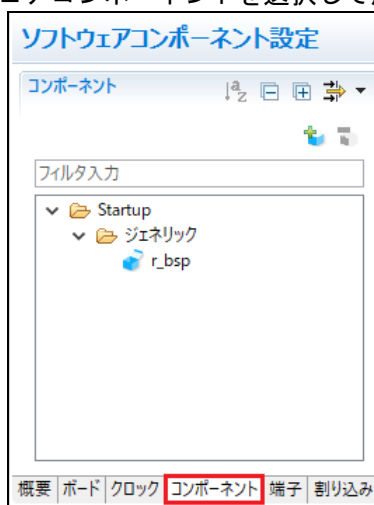 ソフトウェアコンポーネント設定
コンポーネント
フィルタ入力
Startup
ジェネリック
r_bsp
概要 ボード クロック コンポーネント 端子 割り込み